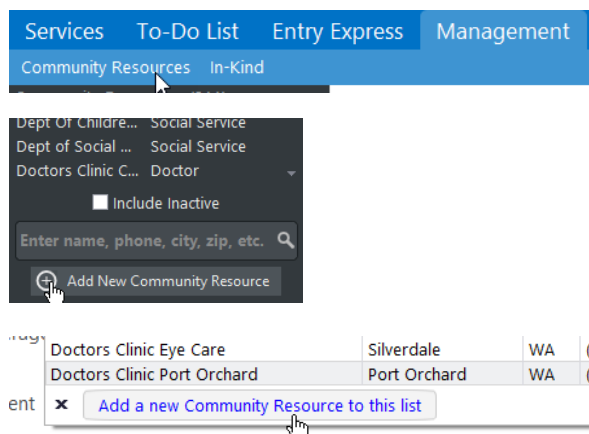 Services To-Do List Entry Express Management
Community Resources In-Kind
Dept Of Childre... Social Service
Dept of Social ... Social Service
Doctors Clinic C... Doctor
Include Inactive
Enter name, phone, city, zip, etc.
Add New Community Resource
Doctors Clinic Eye Care Silverdale WA (
Doctors Clinic Port Orchard Port Orchard WA (
ent x Add a new Community Resource to this list